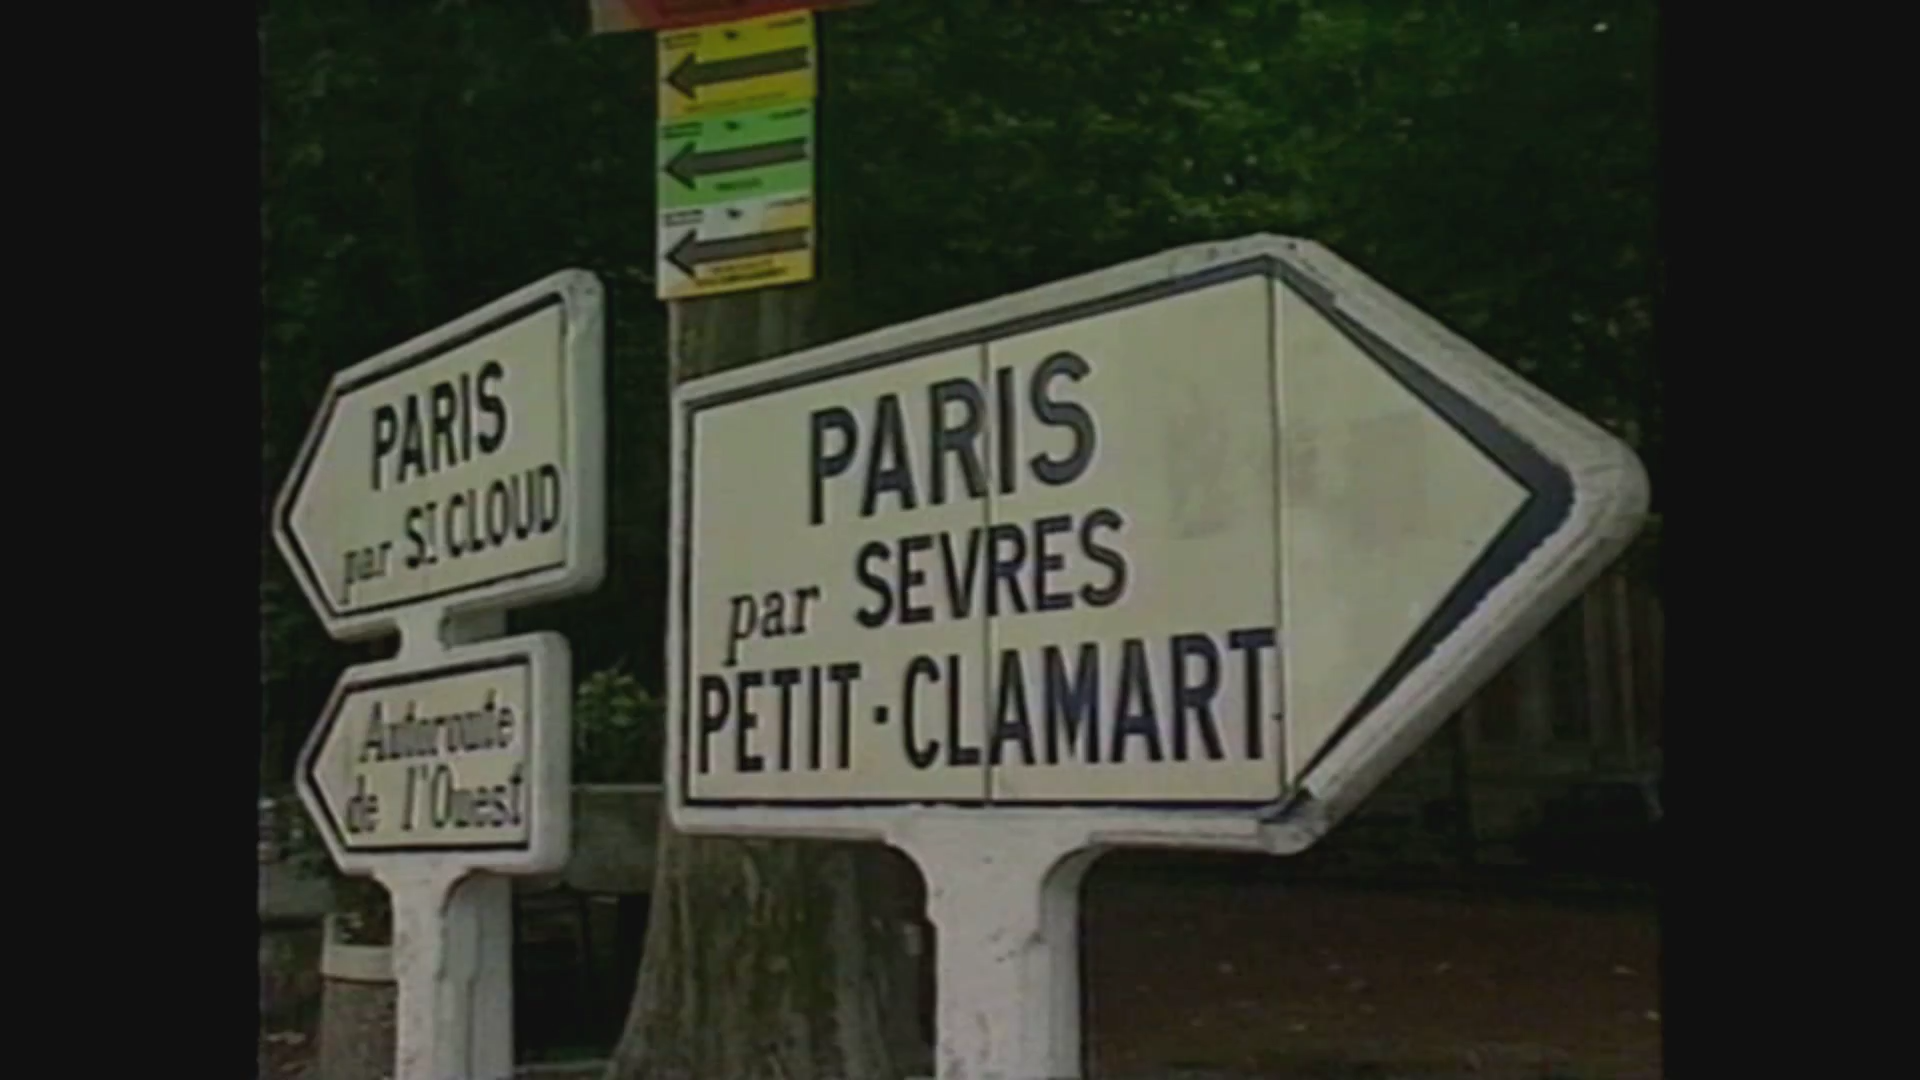 PARIS
par ST CLOUD
Autoroute
de l'Ouest
PARIS
par SEVRES
PETIT-CLAMART